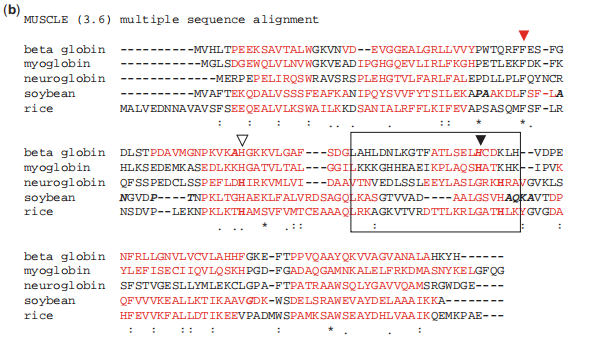 (b) MUSCLE (3.6) multiple sequence alignment
beta globin ----------MVHLTPEEKSAVTALWGKVNVD--EVGGEALGRLLVVYPWTQRFFES-FG
myoglobin -----------MGLSDGEWQLVLNVWGKVEADIPGHGQEVLIRLFKGHPETLEKFDK-FK
neuroglobin -------------MERPEPELIRQSWRAVSRSPLEHGTVLFARLFALEPDLLPLFQYNCR
soybean ----------MVAFTEKQDALVSSSFEAFKANIPQYSVVFYTSILEKAPAAKDLFSF-LA
rice MALVEDNNAVAVSFSEEQEALVLKSWAILKKDSANIALRFFLKIFEVAPSASQMFSF-LR
: : : .. . : : * *.
beta globin DLSTPDAVMGNPKVKAHGKKVLGAF---SDGLAHLDNLKGTFATLSELHCDKLH--VDPE
myoglobin HLKSEDEMKASEDLKKHGATVLTAL---GGILKKKGHHEAEIKPLAQSHATKHK--IPVK
neuroglobin QFSSPEDCLSSPEFLDHIRKVMLVI---DAAVTNVEDLSSLEEYLASLGRKHRAVGVKLS
soybean NGVDP----TNPKLTGHAEKLFALVRDSAGQLKASGTVVAD----AALGSVHAQKAVTDP
rice NSDVP--LEKNPKLKTHAMSVFVMTCEAAAQLRKAGKVTVRDTTLKRLGATHLKYGVGDA
. . * .:: : : .
beta globin NFRLLGNVLVCVLAHHFGKE-FTPPVQAAYQKVVAGVANALAHKYH------
myoglobin YLEFISECIIQVLQSKHPGD-FGADAQGAMNKALELFRKDMASNYKELGFQG
neuroglobin SFSTVGESLLYMLEKCLGPA-FTPATRAAWSQLYGAVVQAMSRGWDGE----
soybean QFVVVKEALLKTIKAAVGDK-WSDELSRAWEVAYDELAAAIKKA-------
rice HFEVVKFALLDTIKEEVPADMWSPAMKSAWSEAYDHLVAAIKQEMKPAE---
: : :: : : * . . :